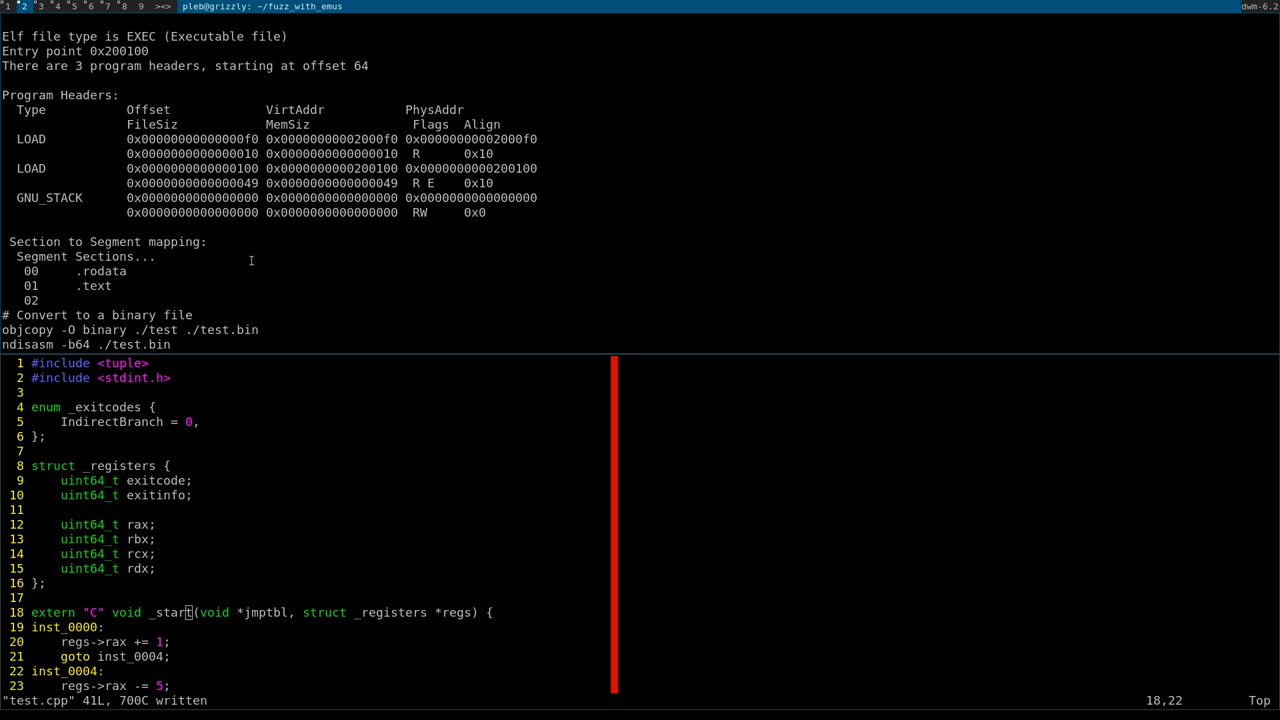 1 2 3 4 5 6 7 8 9 ><> pleb@grizzly: ~/fuzz_with_emus dwm-6.2
Elf file type is EXEC (Executable file)
Entry point 0x200100
There are 3 program headers, starting at offset 64
Program Headers:
  Type           Offset             VirtAddr           PhysAddr
                 FileSiz            MemSiz              Flags  Align
  LOAD           0x00000000000000f0 0x00000000002000f0 0x00000000002000f0
                 0x0000000000000010 0x0000000000000010  R      0x10
  LOAD           0x0000000000000100 0x0000000000200100 0x0000000000200100
                 0x0000000000000049 0x0000000000000049  R E    0x10
  GNU_STACK      0x0000000000000000 0x0000000000000000 0x0000000000000000
                 0x0000000000000000 0x0000000000000000  RW     0x0
 Section to Segment mapping:
  Segment Sections...
   00     .rodata
   01     .text
   02
# Convert to a binary file
objcopy -O binary ./test ./test.bin
ndisasm -b64 ./test.bin
1 #include <tuple>
2 #include <stdint.h>
3
4 enum _exitcodes {
5     IndirectBranch = 0,
6 };
7
8 struct _registers {
9     uint64_t exitcode;
10     uint64_t exitinfo;
11
12     uint64_t rax;
13     uint64_t rbx;
14     uint64_t rcx;
15     uint64_t rdx;
16 };
17
18 extern "C" void _start(void *jmptbl, struct _registers *regs) {
19 inst_0000:
20     regs->rax += 1;
21     goto inst_0004;
22 inst_0004:
23     regs->rax -= 5;
"test.cpp" 41L, 700C written 18,22 Top